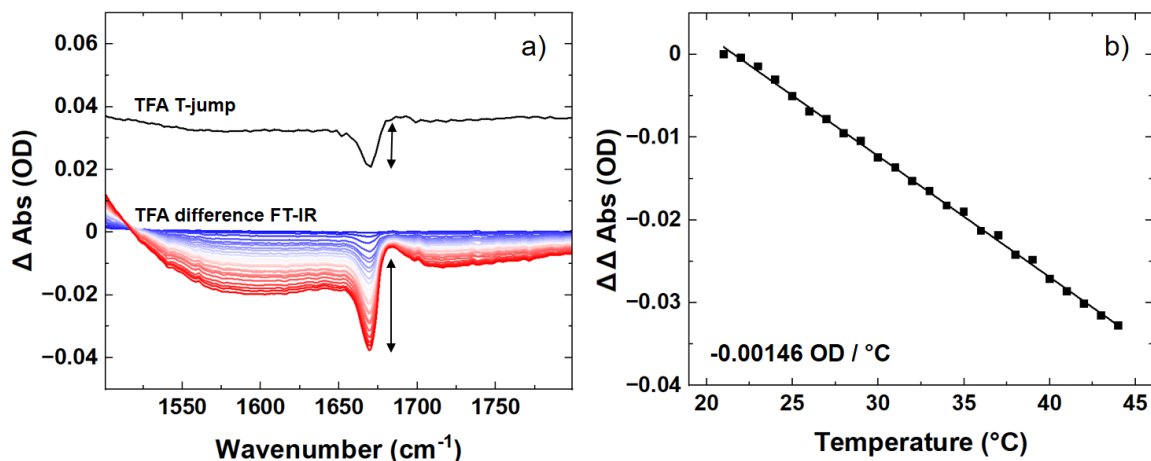 a)
0.06
0.04
0.02
0
−0.02
−0.04
Δ Abs (OD)
TFA T-jump
TFA difference FT-IR
1550
1600
1650
1700
1750
Wavenumber (cm⁻¹)
b)
0
−0.01
−0.02
−0.03
−0.04
Δ Δ Abs (OD)
-0.00146 OD / °C
20
25
30
35
40
45
Temperature (°C)